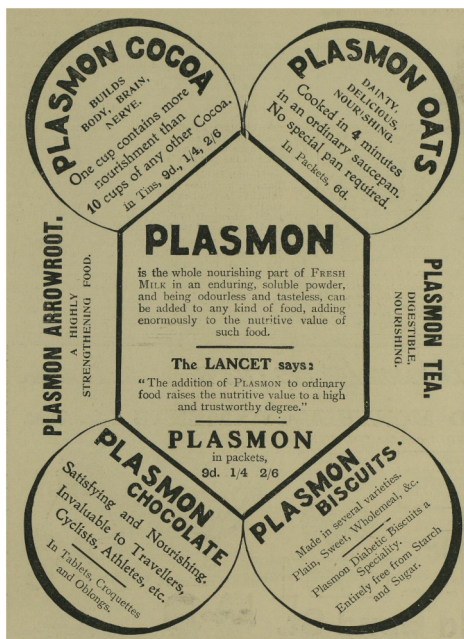 PLASMON COCOA
BUILDS
BODY, BRAIN,
NERVE.
One cup contains more
nourishment than
10 cups of any other Cocoa.
In Tins, 9d., 1/4, 2/6
PLASMON OATS
DAINTY,
DELICIOUS,
NOURISHING
Cooked in 4 minutes
in an ordinary saucepan.
No special pan required.
In Packets, 6d.
PLASMON ARROWROOT.
A HIGHLY
STRENGTHENING FOOD.
PLASMON
is the whole nourishing part of FRESH
MILK in an enduring, soluble powder,
and being odourless and tasteless, can
be added to any kind of food, adding
enormously to the nutritive value of
such food.
The LANCET says:
"The addition of PLASMON to ordinary
food raises the nutritive value to a high
and trustworthy degree."
PLASMON
in packets,
9d. 1/4 2/6
PLASMON TEA.
DIGESTIBLE,
NOURISHING.
PLASMON
CHOCOLATE
Satisfying and Nourishing.
Invaluable to Travellers,
Cyclists, Athletes, etc.
In Tablets, Croquettes
and Oblongs.
PLASMON
BISCUITS.
Made in several varieties.
Plain, Sweet, Wholemeal, &c.
Plasmon Diabetic Biscuits a
Speciality.
Entirely free from Starch
and Sugar.